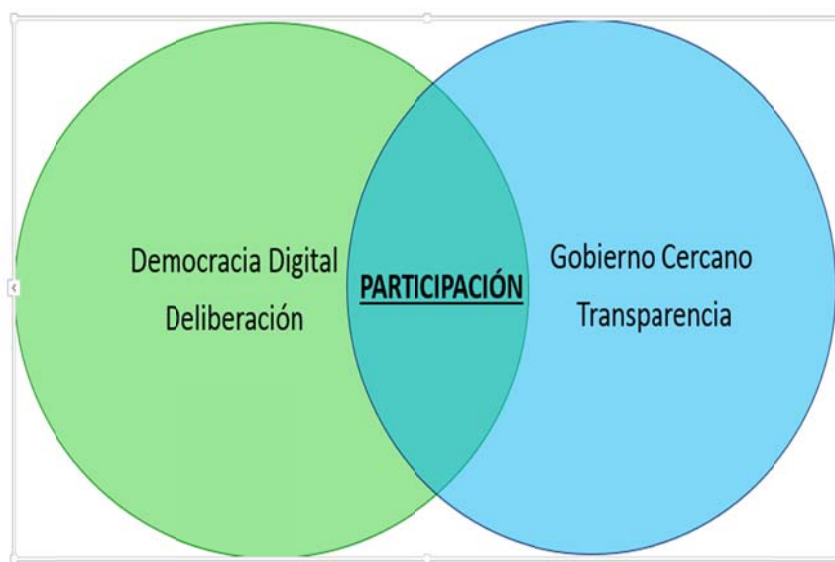 Democracia Digital
Deliberación
PARTICIPACIÓN
Gobierno Cercano
Transparencia